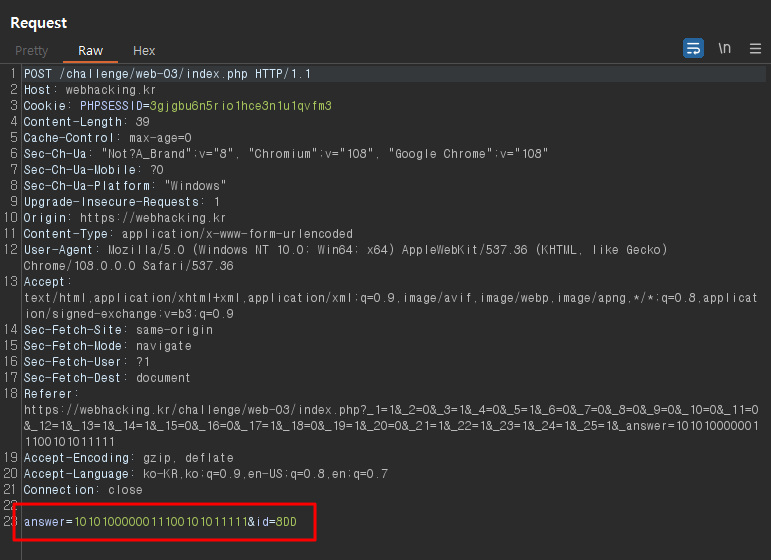 Request
Pretty Raw Hex
\n
1 POST /challenge/web-03/index.php HTTP/1.1
2 Host: webhacking.kr
3 Cookie: PHPSESSID=3gjgbu6n5rio1hce3n1u1qvfm3
4 Content-Length: 39
5 Cache-Control: max-age=0
6 Sec-Ch-Ua: "Not?A_Brand";v="8", "Chromium";v="108", "Google Chrome";v="108"
7 Sec-Ch-Ua-Mobile: ?0
8 Sec-Ch-Ua-Platform: "Windows"
9 Upgrade-Insecure-Requests: 1
10 Origin: https://webhacking.kr
11 Content-Type: application/x-www-form-urlencoded
12 User-Agent: Mozilla/5.0 (Windows NT 10.0; Win64; x64) AppleWebKit/537.36 (KHTML, like Gecko)
Chrome/108.0.0.0 Safari/537.36
13 Accept:
text/html,application/xhtml+xml,application/xml;q=0.9,image/avif,image/webp,image/apng,*/*;q=0.8,applicat
ion/signed-exchange;v=b3;q=0.9
14 Sec-Fetch-Site: same-origin
15 Sec-Fetch-Mode: navigate
16 Sec-Fetch-User: ?1
17 Sec-Fetch-Dest: document
18 Referer:
https://webhacking.kr/challenge/web-03/index.php?_1=1&_2=0&_3=1&_4=0&_5=1&_6=0&_7=0&_8=0&_9=0&_10=0&_11=0
&_12=1&_13=1&_14=1&_15=0&_16=0&_17=1&_18=0&_19=1&_20=0&_21=1&_22=1&_23=1&_24=1&_25=1&_answer=101010000001
1100101011111
19 Accept-Encoding: gzip, deflate
20 Accept-Language: ko-KR,ko;q=0.9,en-US;q=0.8,en;q=0.7
21 Connection: close
22
23 answer=1010100000011100101011111&id=8DD